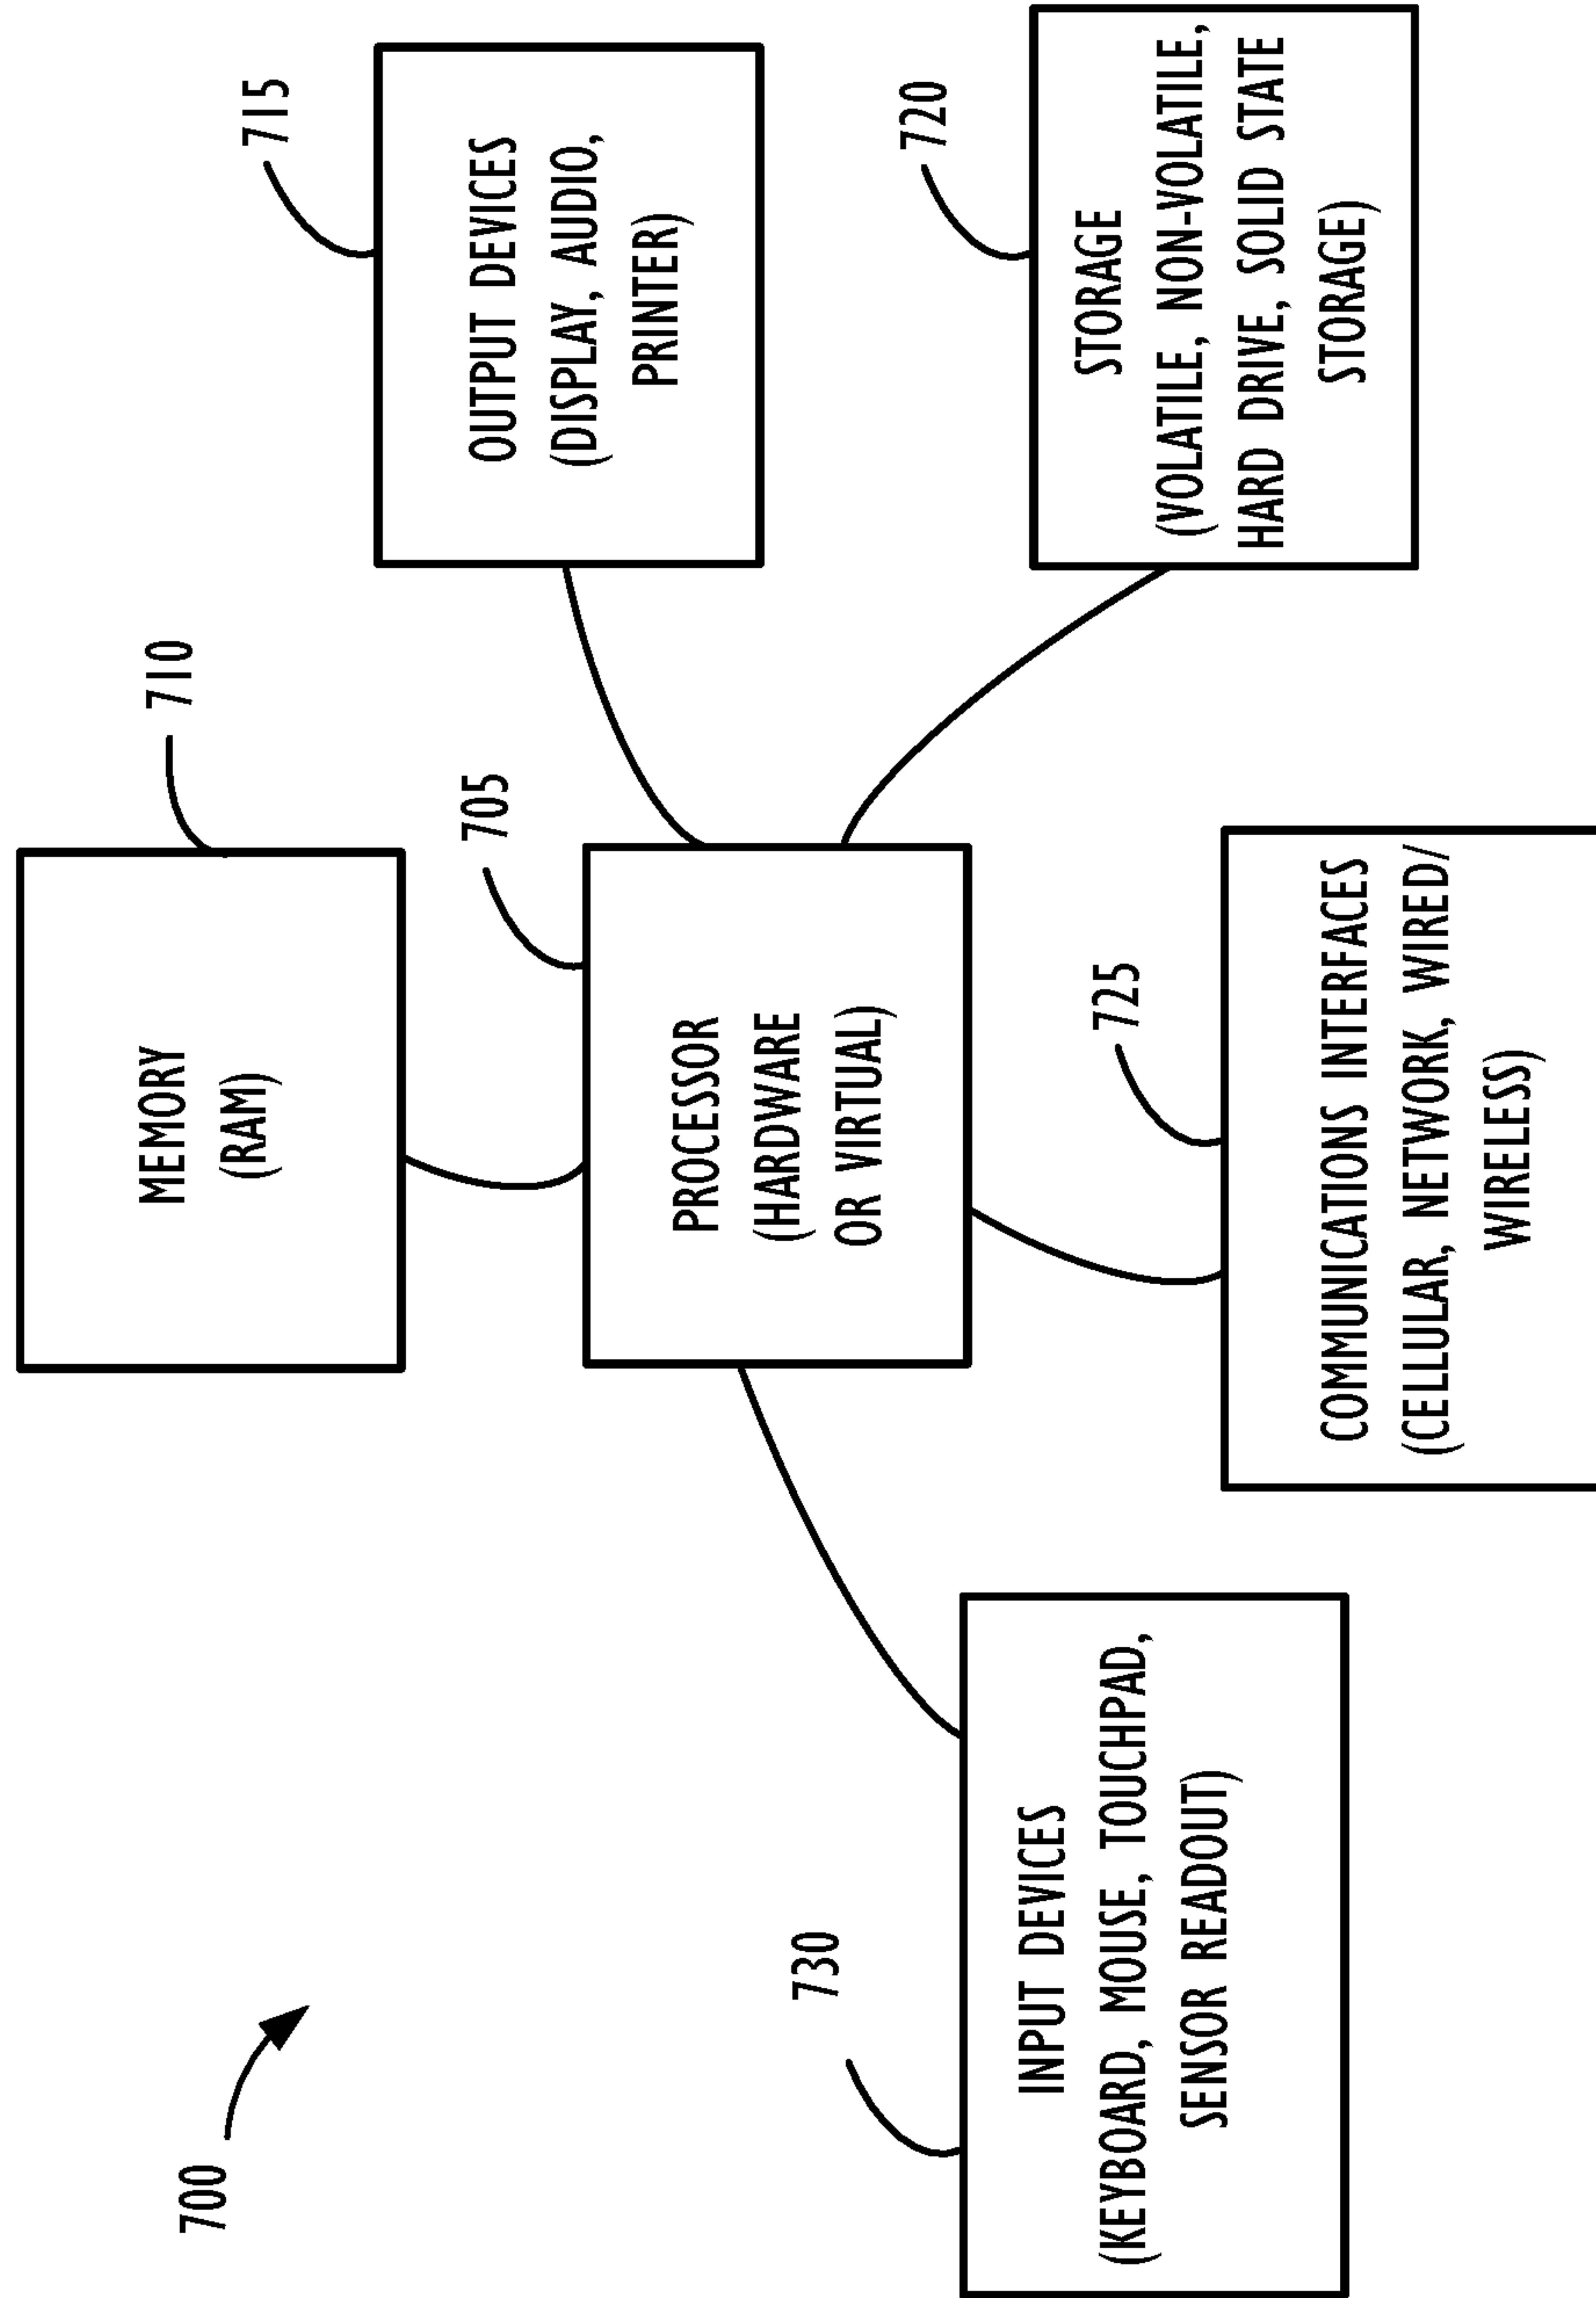 700
MEMORY
(RAM)
710
715
OUTPUT DEVICES
(DISPLAY, AUDIO,
PRINTER)
705
PROCESSOR
(HARDWARE
OR VIRTUAL)
720
STORAGE
(VOLATILE, NON-VOLATILE,
HARD DRIVE, SOLID STATE
STORAGE)
730
INPUT DEVICES
(KEYBOARD, MOUSE, TOUCHPAD,
SENSOR READOUT)
725
COMMUNICATIONS INTERFACES
(CELLULAR, NETWORK, WIRED/
WIRELESS)